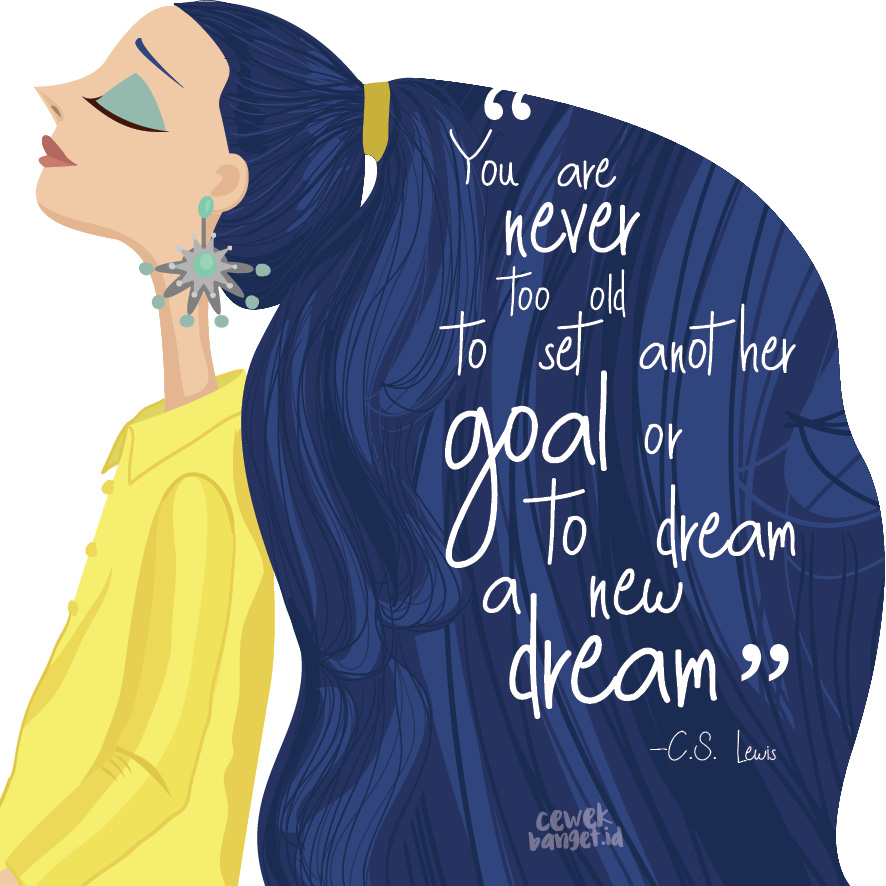 “
You are
never
too old
to set another
goal or
to dream
a new
dream ”
-C.S. Lewis
cewek
banget.id